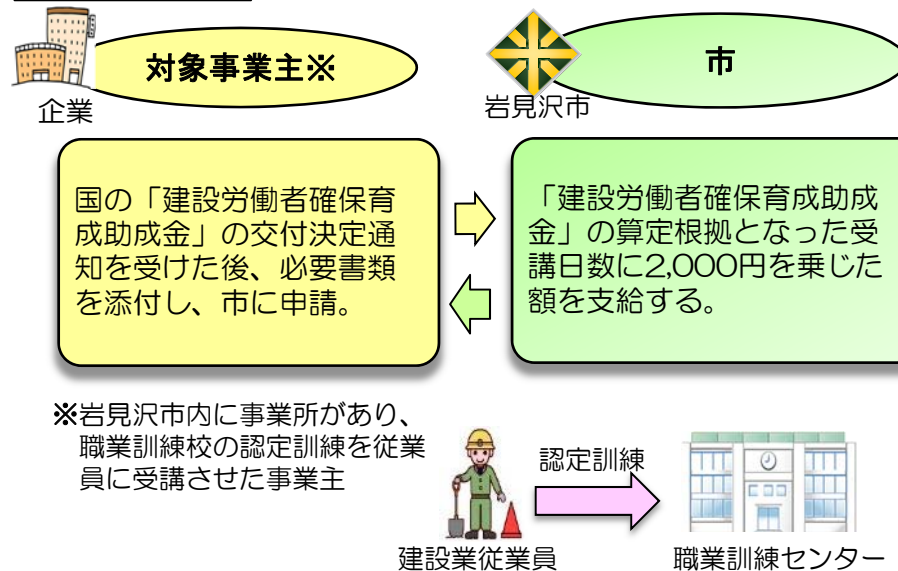 対象事業主※
市
企業
岩見沢市
国の「建設労働者確保育
成助成金」の交付決定通
知を受けた後、必要書類
を添付し、市に申請。
「建設労働者確保育成助成
金」の算定根拠となった受
講日数に2,000円を乗じた
額を支給する。
※岩見沢市内に事業所があり、
職業訓練校の認定訓練を従業
員に受講させた事業主
認定訓練
建設業従業員
職業訓練センター